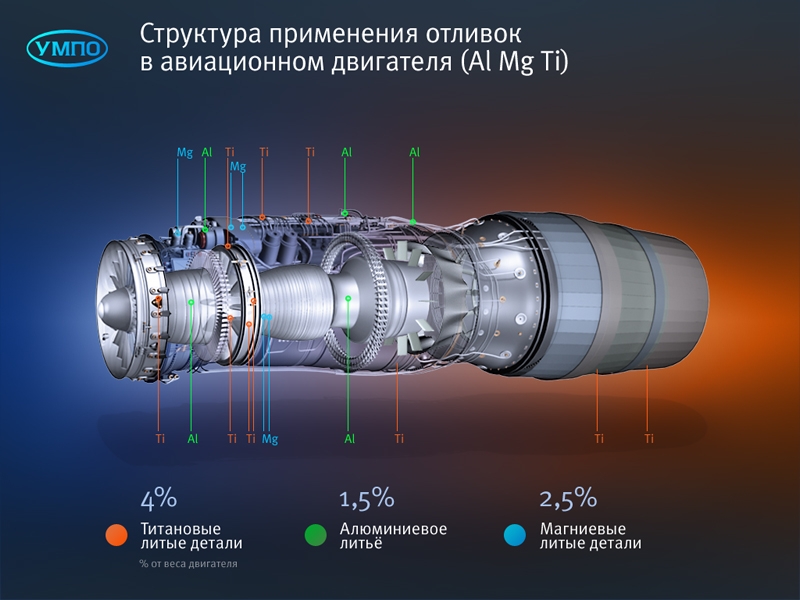 УМПО
Структура применения отливок
в авиационном двигателя (Al Mg Ti)
Mg Al Ti Ti Ti Al Al
Mg
Ti Al Ti Ti Mg Al Ti Ti Ti
4% 1,5% 2,5%
Титановые Алюминиевое Магниевые
литые детали литьё литые детали
% от веса двигателя